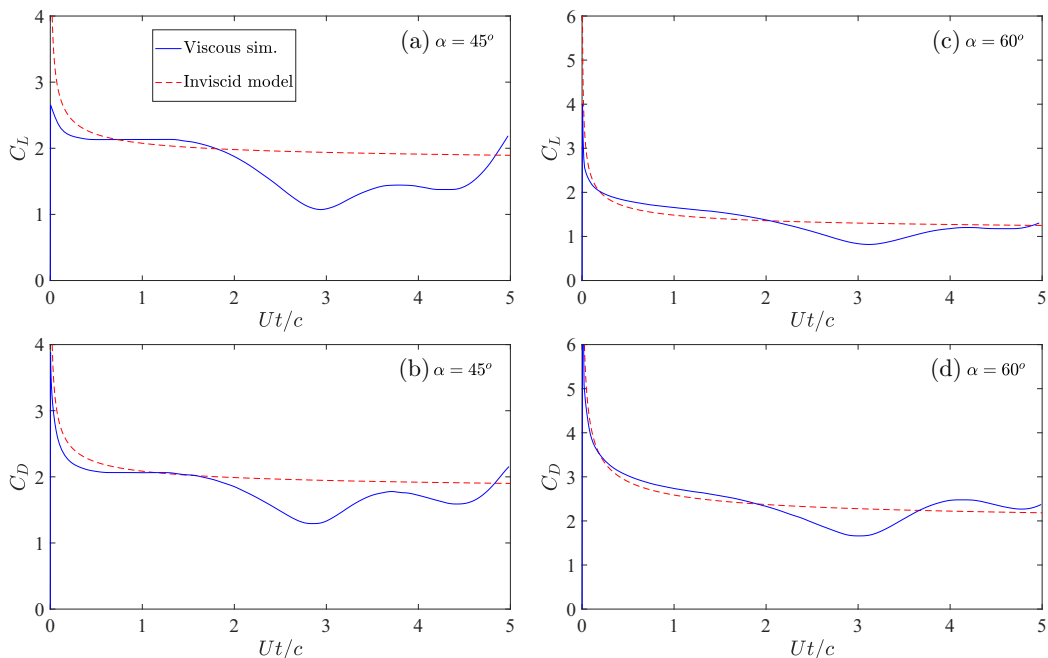 (a) α = 45°
Viscous sim.
Inviscid model
C_L
4
3
2
1
0
0 1 2 3 4 5
Ut/c
(c) α = 60°
C_L
6
5
4
3
2
1
0
0 1 2 3 4 5
Ut/c
(b) α = 45°
C_D
4
3
2
1
0
0 1 2 3 4 5
Ut/c
(d) α = 60°
C_D
6
5
4
3
2
1
0
0 1 2 3 4 5
Ut/c